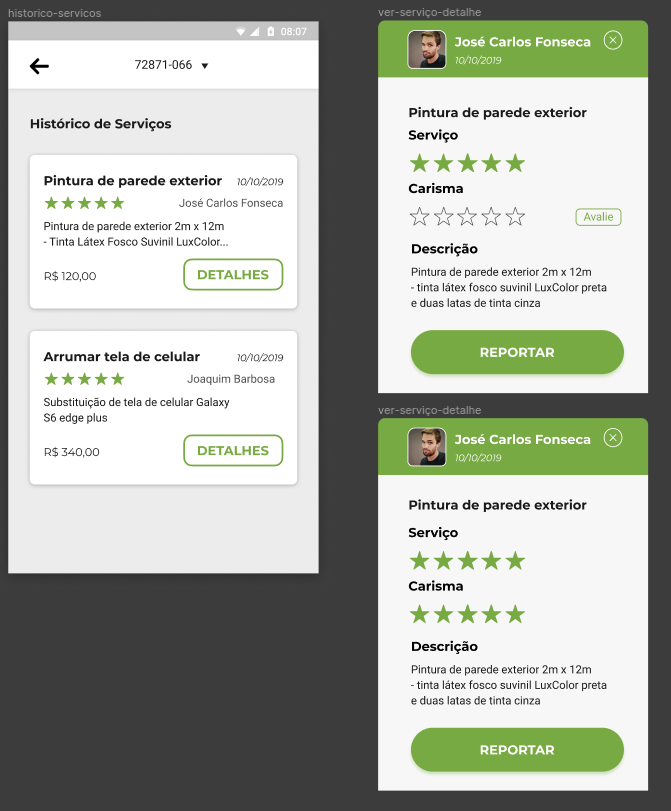 historico-servicos
08:07
72871-066
Histórico de Serviços
Pintura de parede exterior 10/10/2019
José Carlos Fonseca
Pintura de parede exterior 2m x 12m
- Tinta Látex Fosco Suvinil LuxColor...
R$ 120,00 DETALHES
Arrumar tela de celular 10/10/2019
Joaquim Barbosa
Substituição de tela de celular Galaxy
S6 edge plus
R$ 340,00 DETALHES
ver-serviço-detalhe
José Carlos Fonseca
10/10/2019
Pintura de parede exterior
Serviço
Carisma
Avalie
Descrição
Pintura de parede exterior 2m x 12m
- tinta látex fosco suvinil LuxColor preta
e duas latas de tinta cinza
REPORTAR
ver-serviço-detalhe
José Carlos Fonseca
10/10/2019
Pintura de parede exterior
Serviço
Carisma
Descrição
Pintura de parede exterior 2m x 12m
- tinta látex fosco suvinil LuxColor preta
e duas latas de tinta cinza
REPORTAR